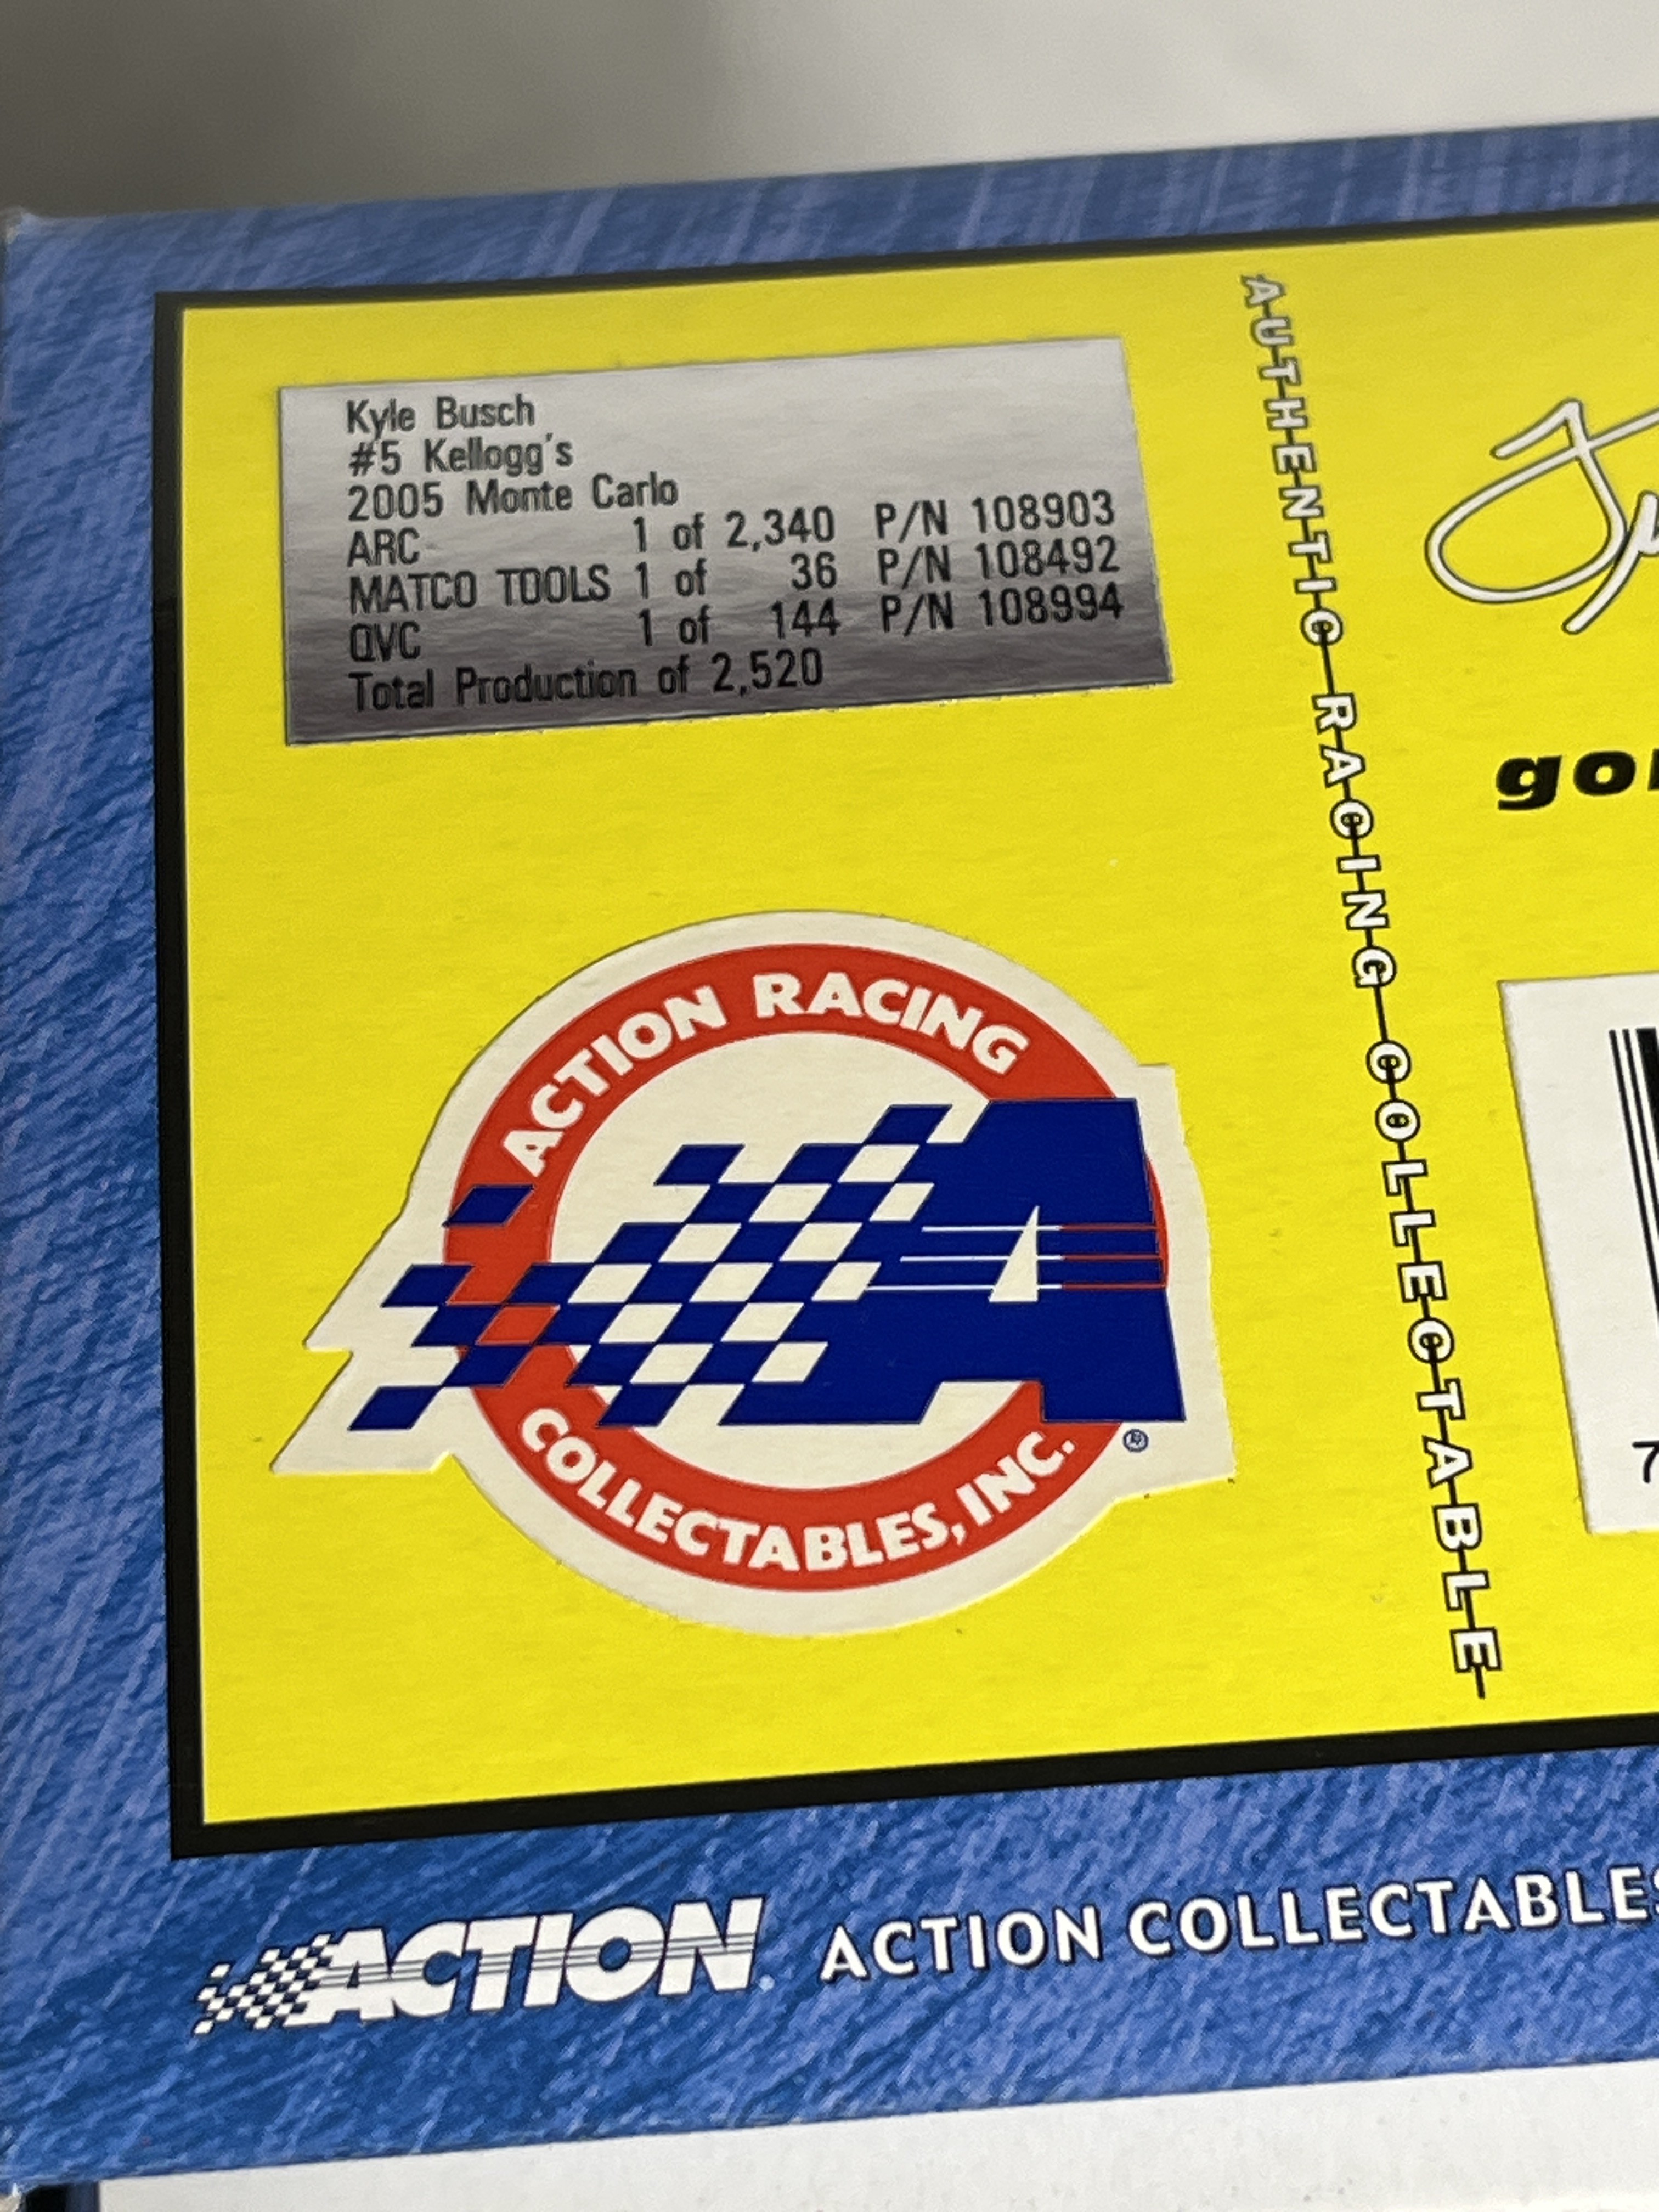 Kyle Busch
#5 Kellogg's
2005 Monte Carlo
ARC 1 of 2,340 P/N 108903
MATCO TOOLS 1 of 36 P/N 108492
QVC 1 of 144 P/N 108994
Total Production of 2,520
ACTION RACING
COLLECTABLES, INC.
®
AUTHENTIC RACING COLLECTABLE
7
ACTION
ACTION COLLECTABLES